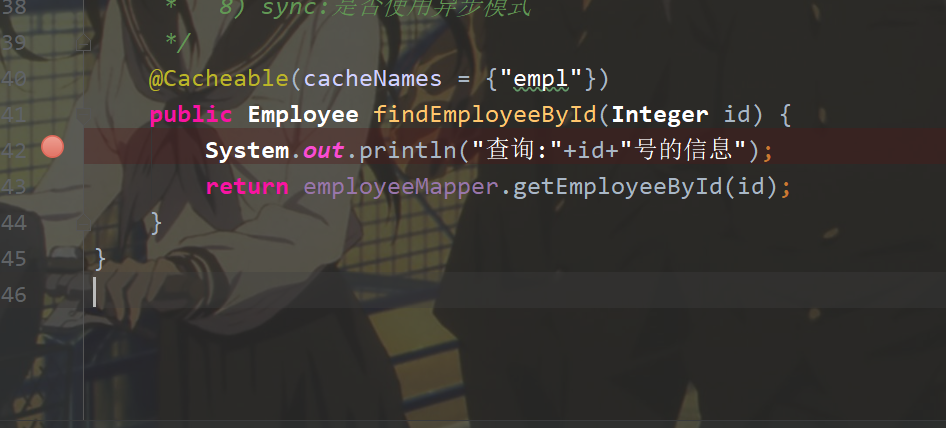 38 * 8) sync:是否使用异步模式
39 */
40 @Cacheable(cacheNames = {"empl"})
41 public Employee findEmployeeById(Integer id) {
42 System.out.println("查询:"+id+"号的信息");
43 return employeeMapper.getEmployeeById(id);
44 }
45 }
46